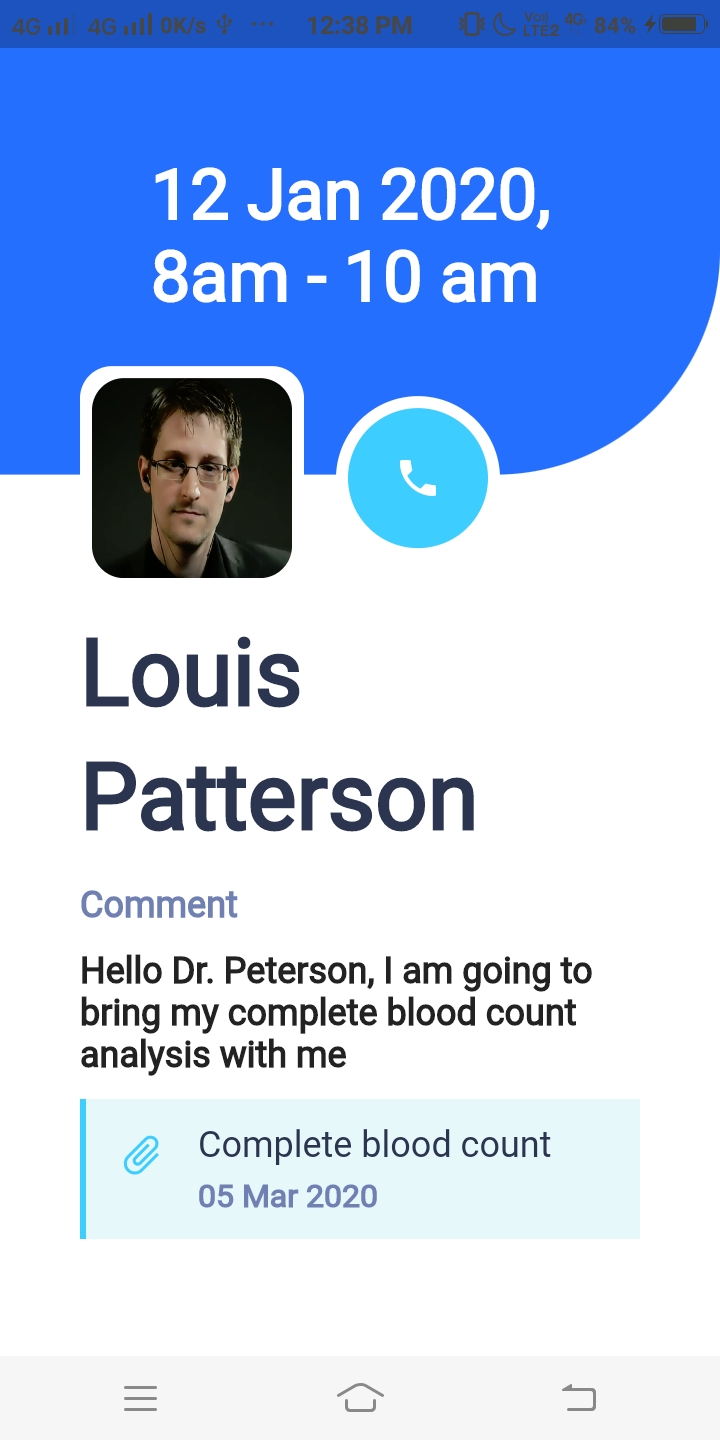 4G 4G 0K/s ... 12:38 PM Vo) LTE2 4G 84%
12 Jan 2020,
8am - 10 am
Louis
Patterson
Comment
Hello Dr. Peterson, I am going to
bring my complete blood count
analysis with me
Complete blood count
05 Mar 2020